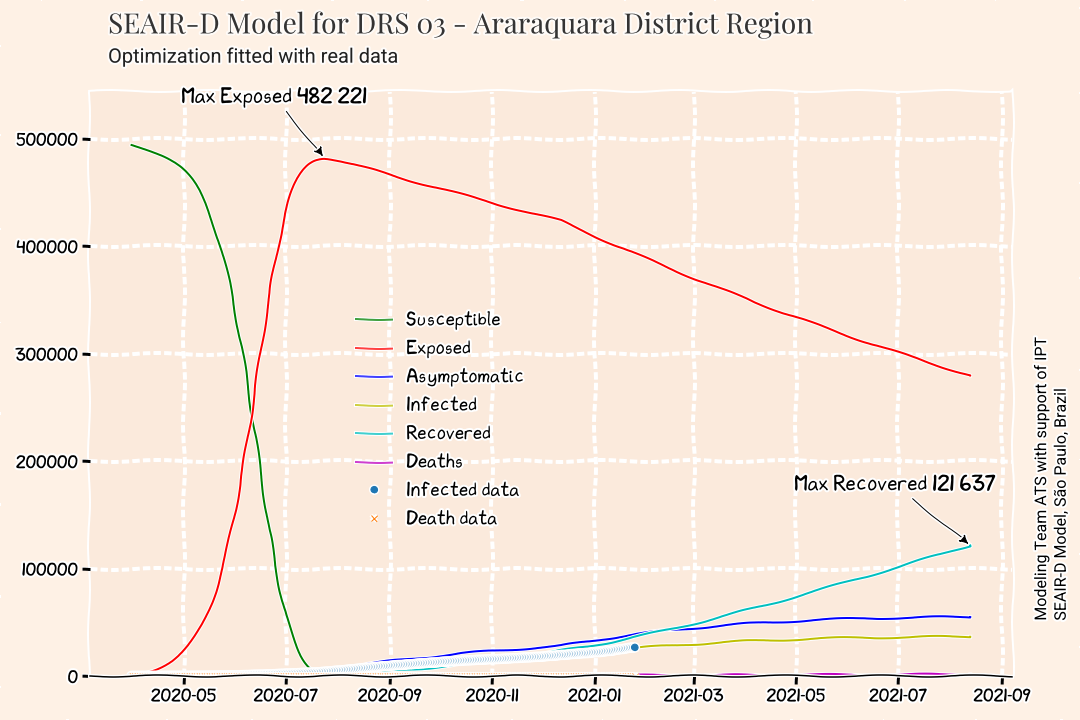 SEAIR-D Model for DRS 03 - Araraquara District Region
Optimization fitted with real data
Max Exposed 482 221
500000
400000
300000
200000
100000
0
Susceptible
Exposed
Asymptomatic
Infected
Recovered
Deaths
Infected data
Death data
Max Recovered 121 637
2020-05
2020-07
2020-09
2020-11
2021-01
2021-03
2021-05
2021-07
2021-09
Modeling Team ATS with support of IPT
SEAIR-D Model, São Paulo, Brazil